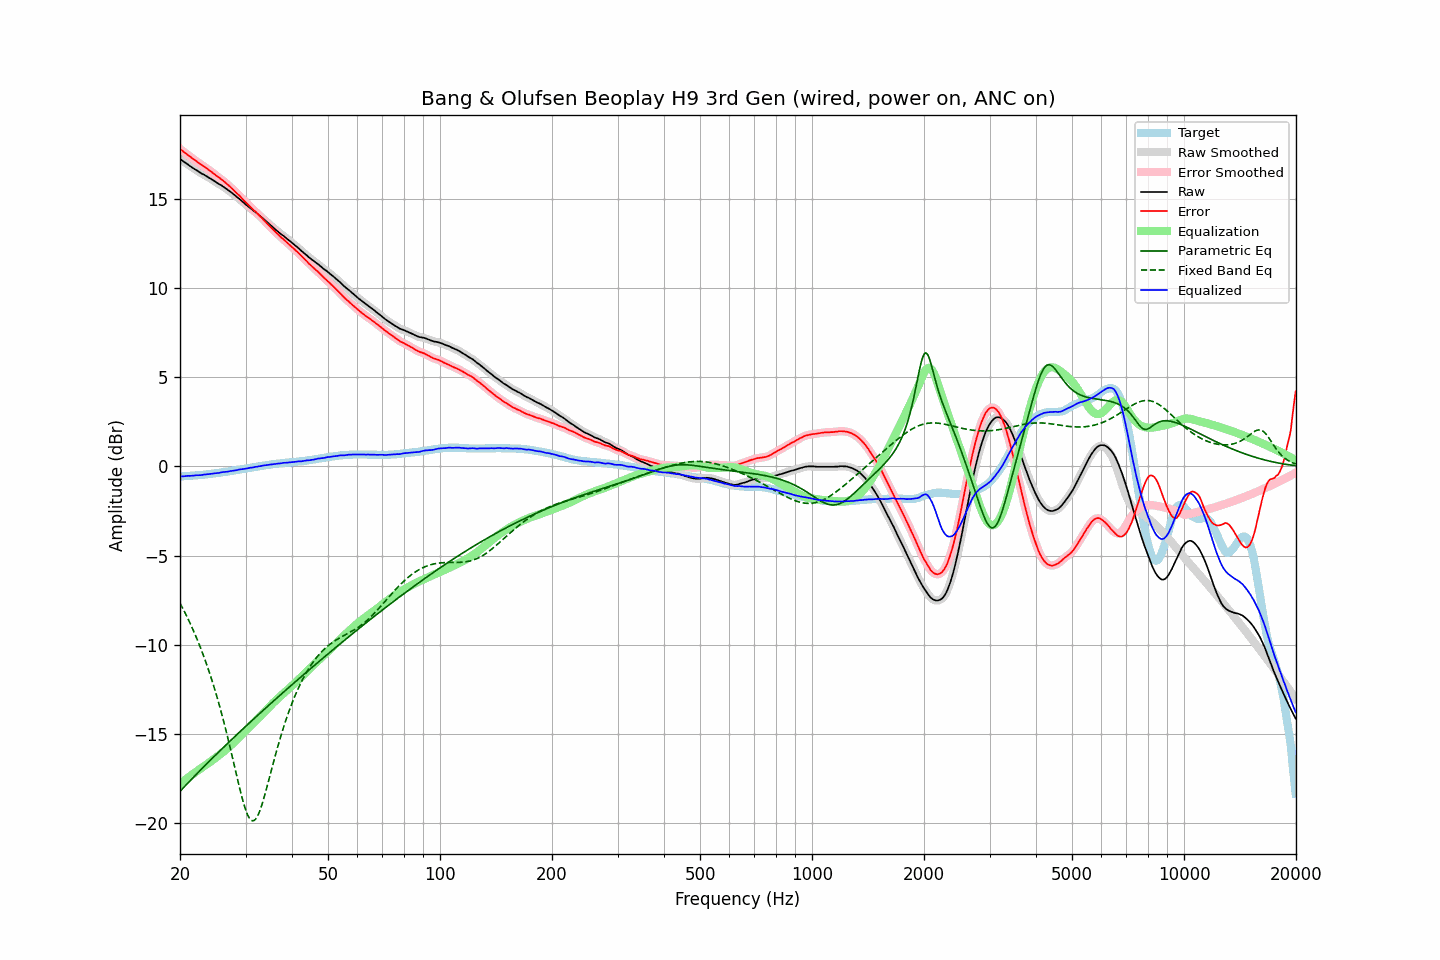 Bang & Olufsen Beoplay H9 3rd Gen (wired, power on, ANC on)
Target
Raw Smoothed
Error Smoothed
Raw
Error
Equalization
Parametric Eq
Fixed Band Eq
Equalized
Amplitude (dBr)
15
10
5
0
−5
−10
−15
−20
20
50
100
200
500
1000
2000
5000
10000
20000
Frequency (Hz)